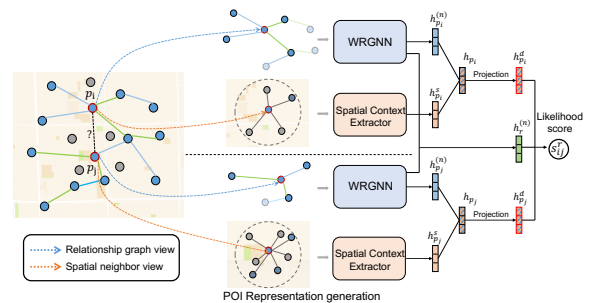 p_i
?
p_j
Relationship graph view
Spatial neighbor view
WRGNN
Spatial Context
Extractor
WRGNN
Spatial Context
Extractor
h_{p_i}^{(n)}
h_{p_i}^{s}
h_{p_i}
Projection
h_{p_i}^{d}
h_r^{(n)}
Likelihood
score
s_{ij}^{r}
h_{p_j}^{(n)}
h_{p_j}^{s}
h_{p_j}
Projection
h_{p_j}^{d}
POI Representation generation